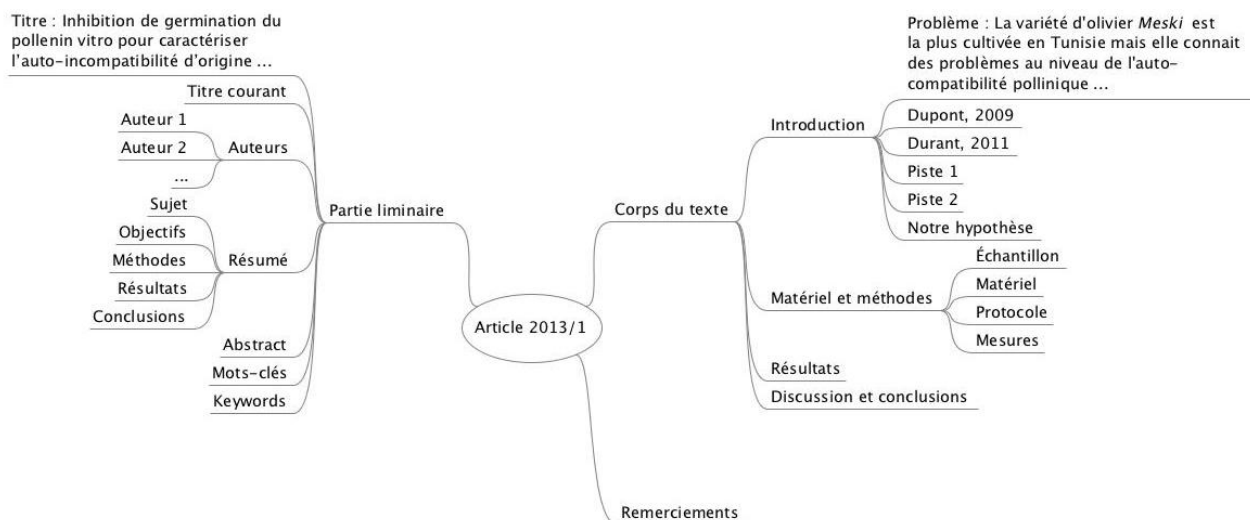 Titre : Inhibition de germination du
pollenin vitro pour caractériser
l'auto-incompatibilité d'origine ...
Titre courant
Auteur 1
Auteur 2
...
Auteurs
Sujet
Objectifs
Méthodes
Résultats
Conclusions
Résumé
Abstract
Mots-clés
Keywords
Partie liminaire
Article 2013/1
Corps du texte
Introduction
Problème : La variété d'olivier Meski est
la plus cultivée en Tunisie mais elle connait
des problèmes au niveau de l'auto-
compatibilité pollinique ...
Dupont, 2009
Durant, 2011
Piste 1
Piste 2
Notre hypothèse
Matériel et méthodes
Échantillon
Matériel
Protocole
Mesures
Résultats
Discussion et conclusions
Remerciements